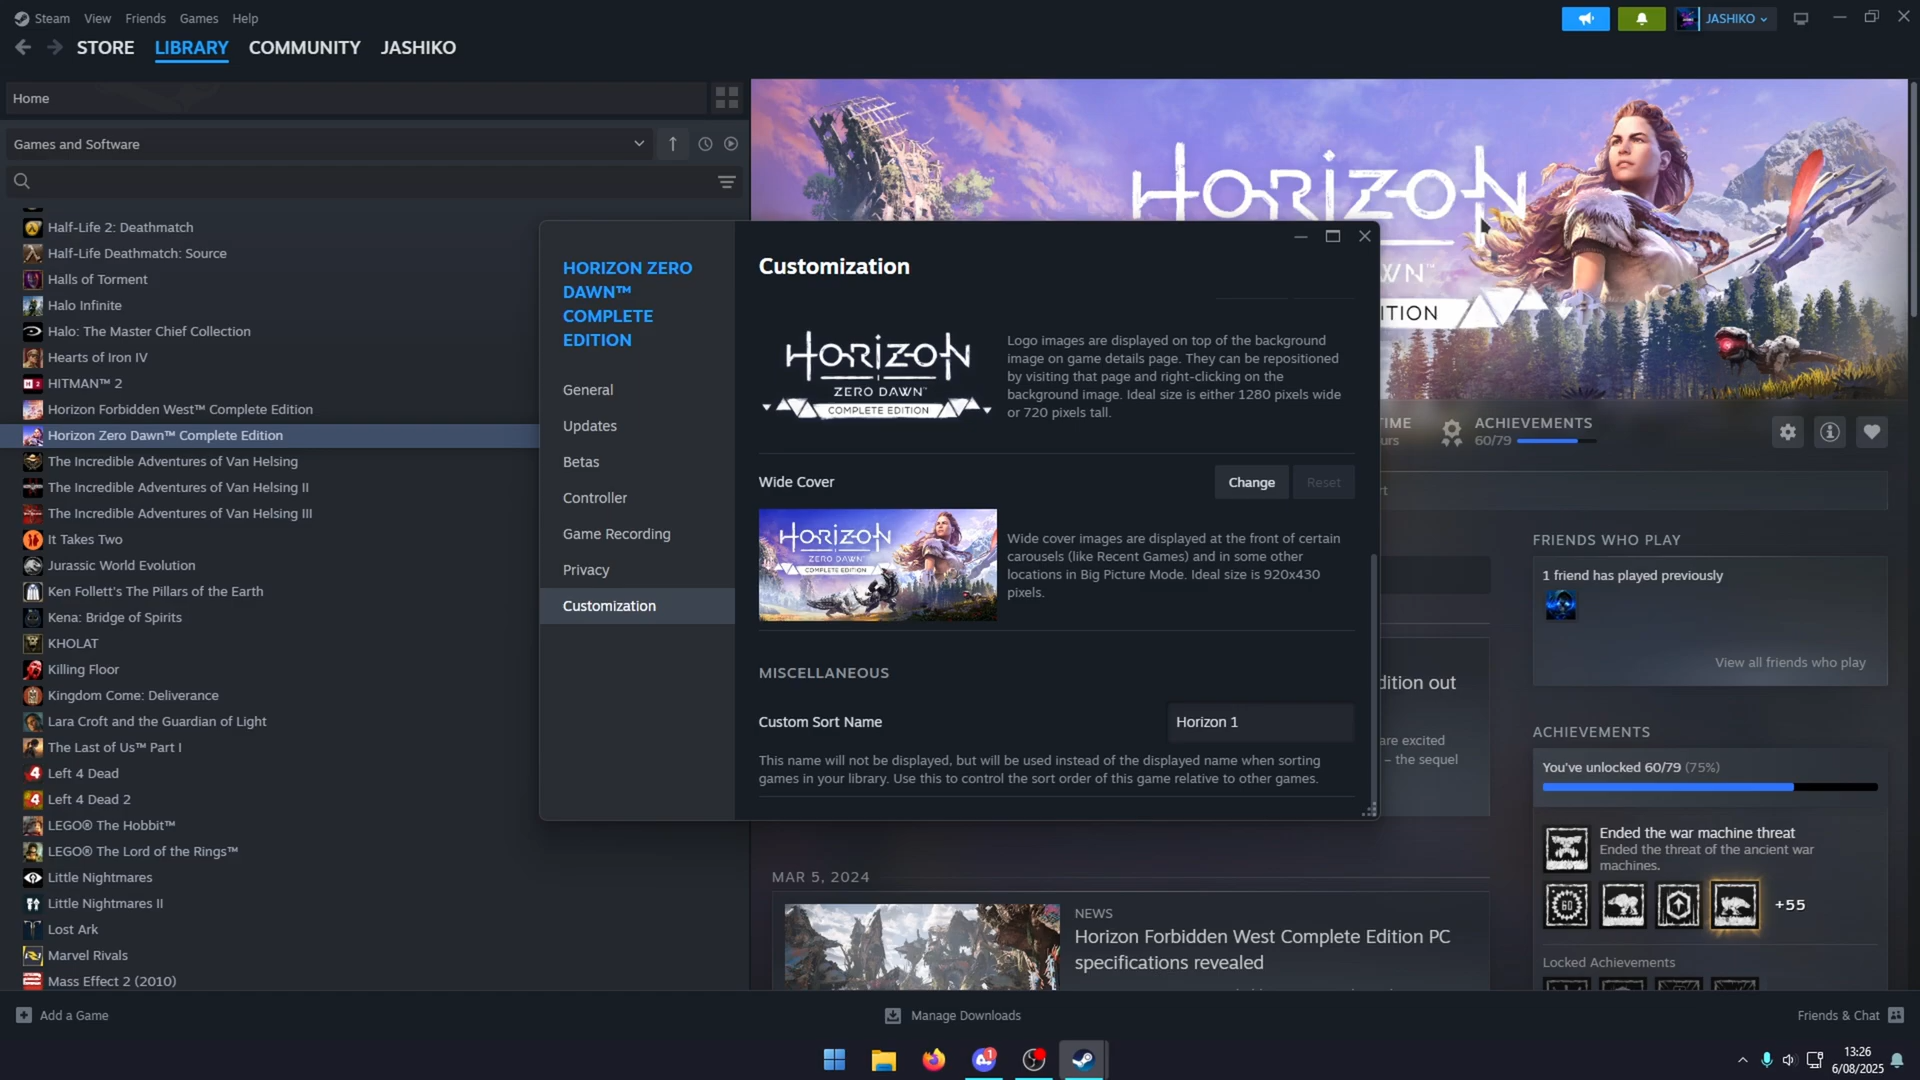 Steam View Friends Games Help
JASHIKO
STORE LIBRARY COMMUNITY JASHIKO
Home
Games and Software
Half-Life 2: Deathmatch
Half-Life Deathmatch: Source
Halls of Torment
Halo Infinite
Halo: The Master Chief Collection
Hearts of Iron IV
HITMAN™ 2
Horizon Forbidden West™ Complete Edition
Horizon Zero Dawn™ Complete Edition
The Incredible Adventures of Van Helsing
The Incredible Adventures of Van Helsing II
The Incredible Adventures of Van Helsing III
It Takes Two
Jurassic World Evolution
Ken Follett's The Pillars of the Earth
Kena: Bridge of Spirits
KHOLAT
Killing Floor
Kingdom Come: Deliverance
Lara Croft and the Guardian of Light
The Last of Us™ Part I
Left 4 Dead
Left 4 Dead 2
LEGO® The Hobbit™
LEGO® The Lord of the Rings™
Little Nightmares
Little Nightmares II
Lost Ark
Marvel Rivals
Mass Effect 2 (2010)
HORIZON
WN™
ITION
HORIZON ZERO
DAWN™
COMPLETE
EDITION
General
Updates
Betas
Controller
Game Recording
Privacy
Customization
Customization
HORIZON
ZERO DAWN™
COMPLETE EDITION
Logo images are displayed on top of the background
image on game details page. They can be repositioned
by visiting that page and right-clicking on the
background image. Ideal size is either 1280 pixels wide
or 720 pixels tall.
Wide Cover
Change Reset
HORIZON
ZERO DAWN
COMPLETE EDITION
Wide cover images are displayed at the front of certain
carousels (like Recent Games) and in some other
locations in Big Picture Mode. Ideal size is 920x430
pixels.
MISCELLANEOUS
Custom Sort Name
Horizon 1
This name will not be displayed, but will be used instead of the displayed name when sorting
games in your library. Use this to control the sort order of this game relative to other games.
TIME
urs
ACHIEVEMENTS
60/79
rt
FRIENDS WHO PLAY
1 friend has played previously
View all friends who play
dition out
are excited
– the sequel
ACHIEVEMENTS
You've unlocked 60/79 (75%)
Ended the war machine threat
Ended the threat of the ancient war
machines.
60
+55
Locked Achievements
MAR 5, 2024
NEWS
Horizon Forbidden West Complete Edition PC
specifications revealed
Add a Game
Manage Downloads
Friends & Chat
1
13:26
6/08/2025